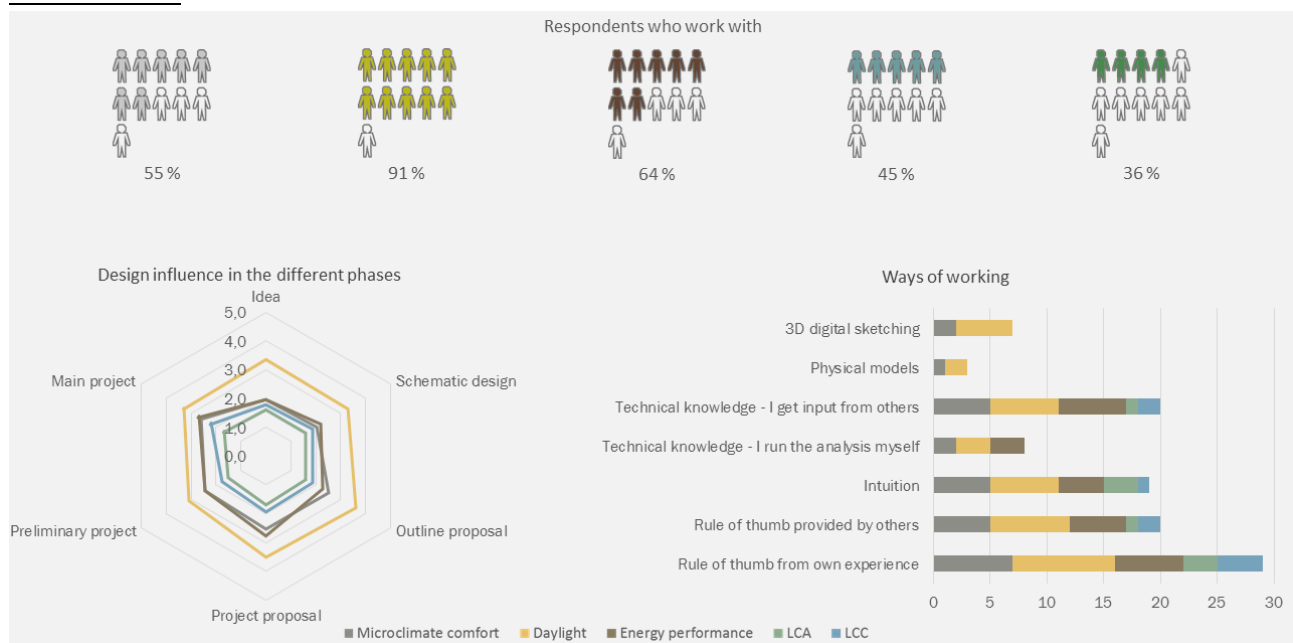 Respondents who work with
55 %
91 %
64 %
45 %
36 %
Design influence in the different phases
Idea
5,0
4,0
3,0
2,0
1,0
0,0
Main project
Schematic design
Preliminary project
Outline proposal
Project proposal
Ways of working
3D digital sketching
Physical models
Technical knowledge - I get input from others
Technical knowledge - I run the analysis myself
Intuition
Rule of thumb provided by others
Rule of thumb from own experience
0 5 10 15 20 25 30
Microclimate comfort Daylight Energy performance LCA LCC